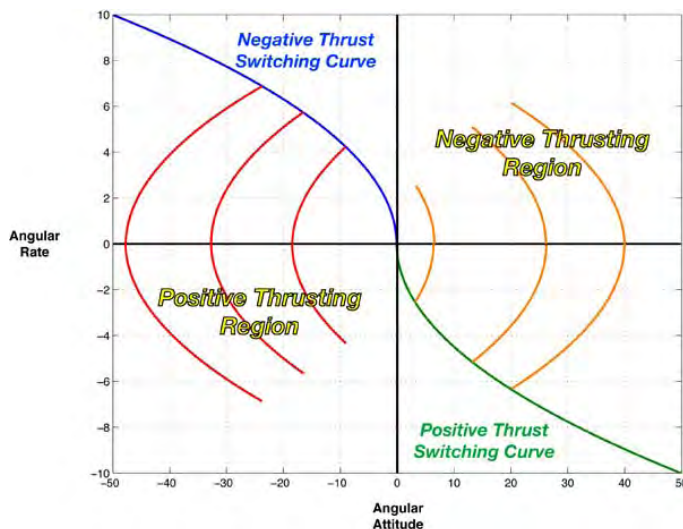 10
8
6
4
2
0
−2
−4
−6
−8
−10
Negative Thrust
Switching Curve
Negative Thrusting
Region
Angular
Rate
Positive Thrusting
Region
Positive Thrust
Switching Curve
−50 −40 −30 −20 −10 0 10 20 30 40 50
Angular
Attitude